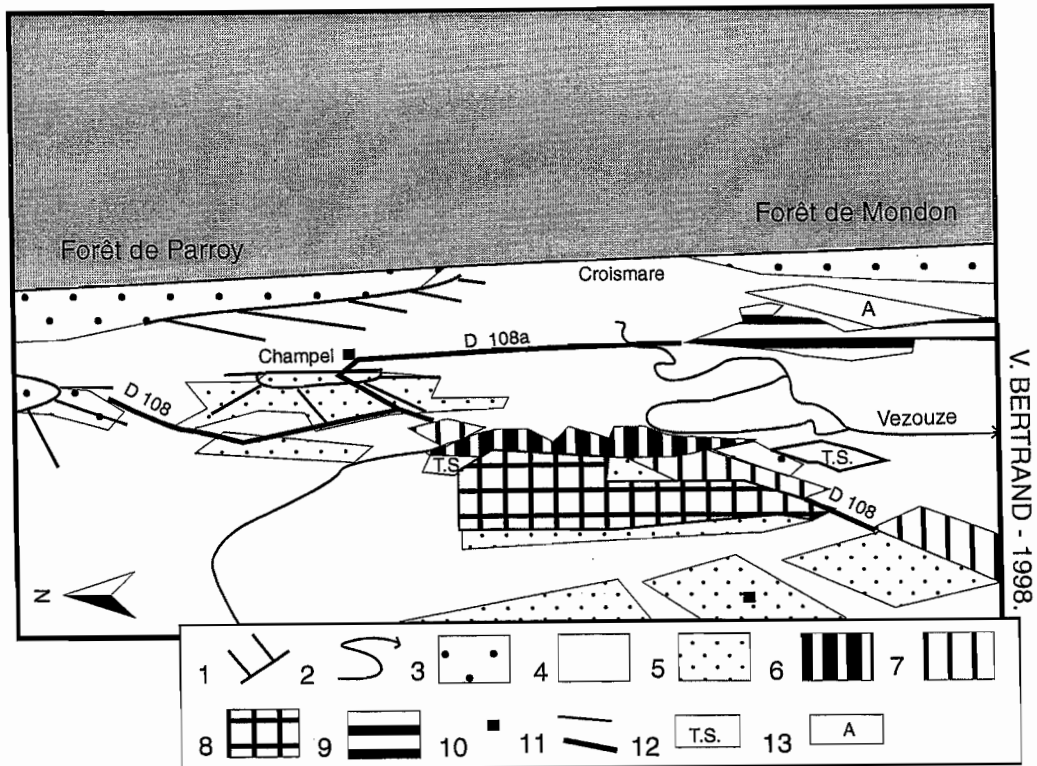 Forêt de Mondon
Forêt de Parroy
Croismare
A
D 108a
Champel
D 108
Vezouze
T.S.
T.S.
D 108
N
V. BERTRAND - 1998.
1 2 3 4 5 6 7
8 9 10 11 12 T.S. 13 A